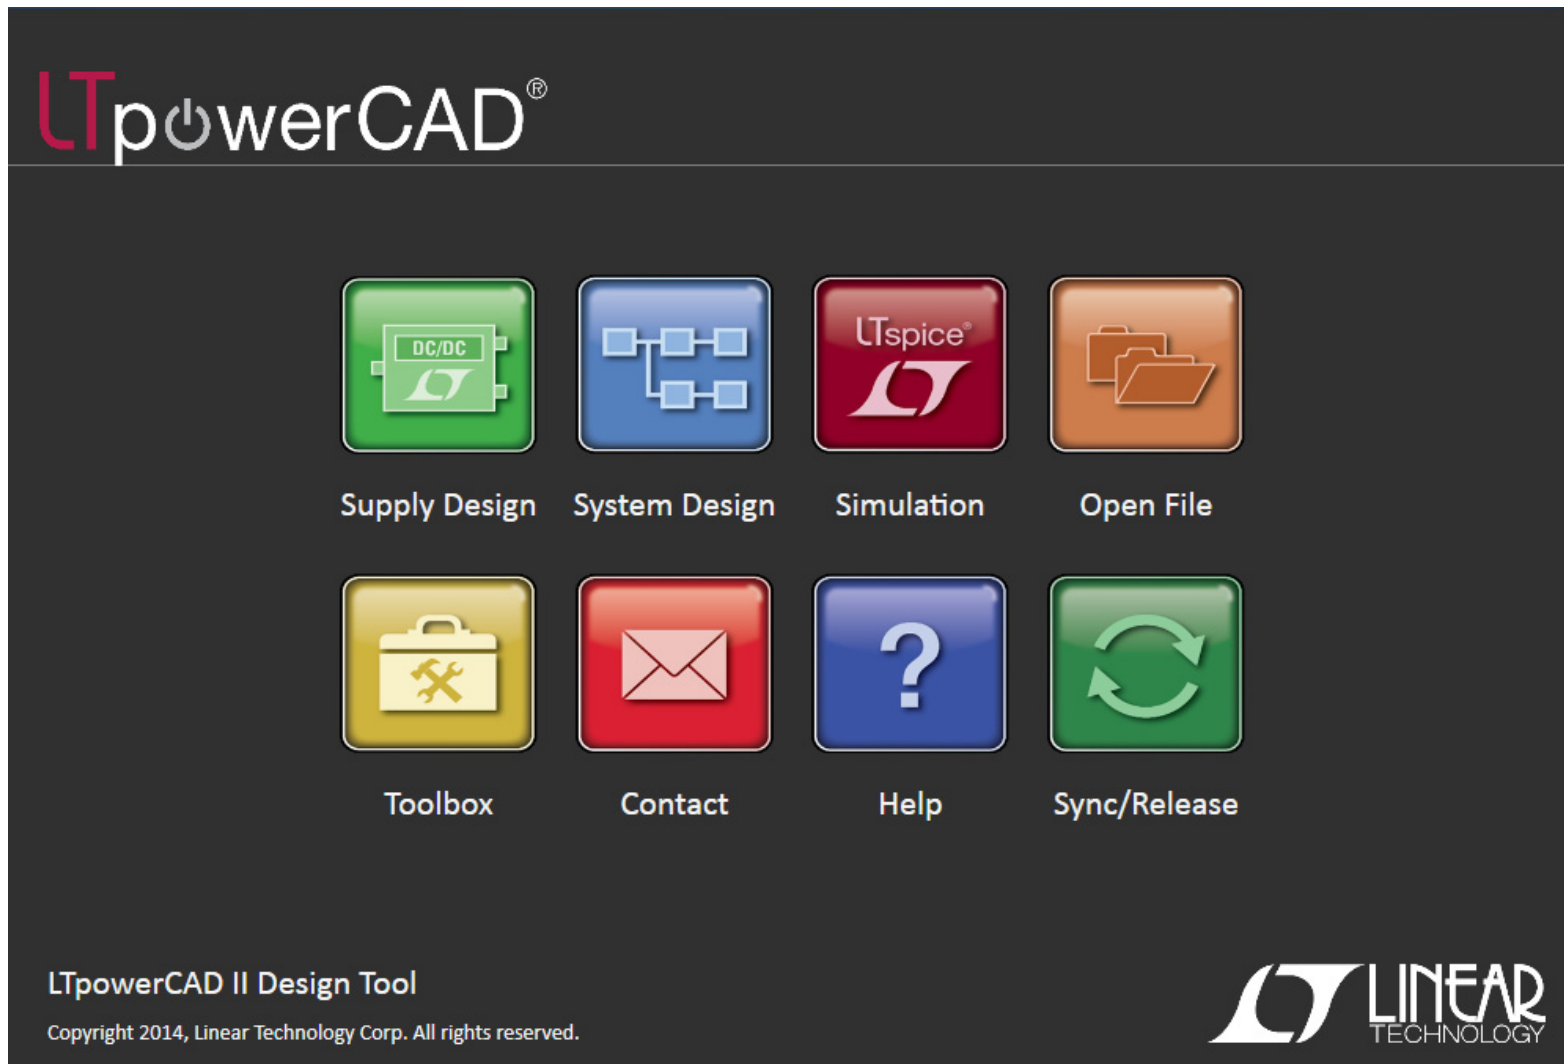 LTpowerCAD®
DC/DC
LTspice®
Supply Design
System Design
Simulation
Open File
?
Toolbox
Contact
Help
Sync/Release
LTpowerCAD II Design Tool
Copyright 2014, Linear Technology Corp. All rights reserved.
LINEAR
TECHNOLOGY